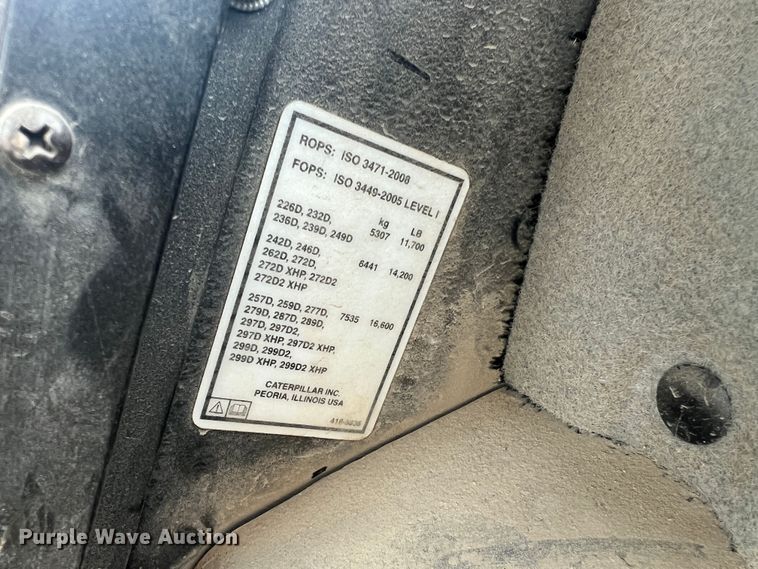 ROPS: ISO 3471-2008
FOPS: ISO 3449-2005 LEVEL I
kg LB
226D, 232D, 5307 11,700
236D, 239D, 249D
242D, 246D, 6441 14,200
262D, 272D,
272D XHP, 272D2
272D2 XHP
257D, 259D, 277D, 7535 16,600
279D, 287D, 289D,
297D, 297D2,
297D XHP, 297D2 XHP,
299D, 299D2,
299D XHP, 299D2 XHP
CATERPILLAR INC.
PEORIA, ILLINOIS USA
Purple Wave Auction